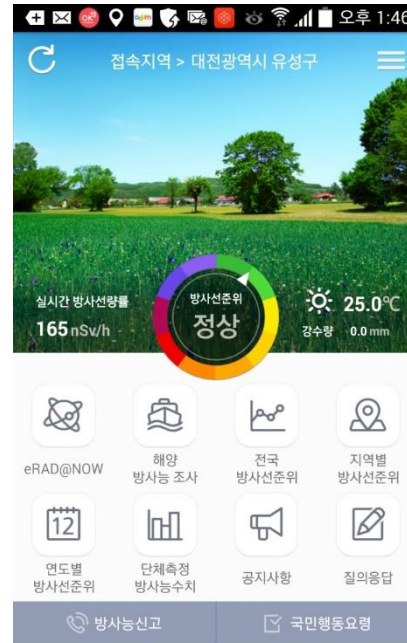 오후 1:46
접속지역 > 대전광역시 유성구
실시간 방사선량률
165 nSv/h
방사선준위
정상
25.0℃
강수량 0.0 mm
eRAD@NOW
해양
방사능 조사
전국
방사선준위
지역별
방사선준위
12
연도별
방사선준위
단체측정
방사능수치
공지사항
질의응답
방사능신고
국민행동요령